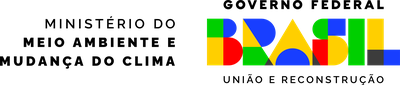 MINISTÉRIO DO
MEIO AMBIENTE E
MUDANÇA DO CLIMA
GOVERNO FEDERAL
BRASIL
UNIÃO E RECONSTRUÇÃO